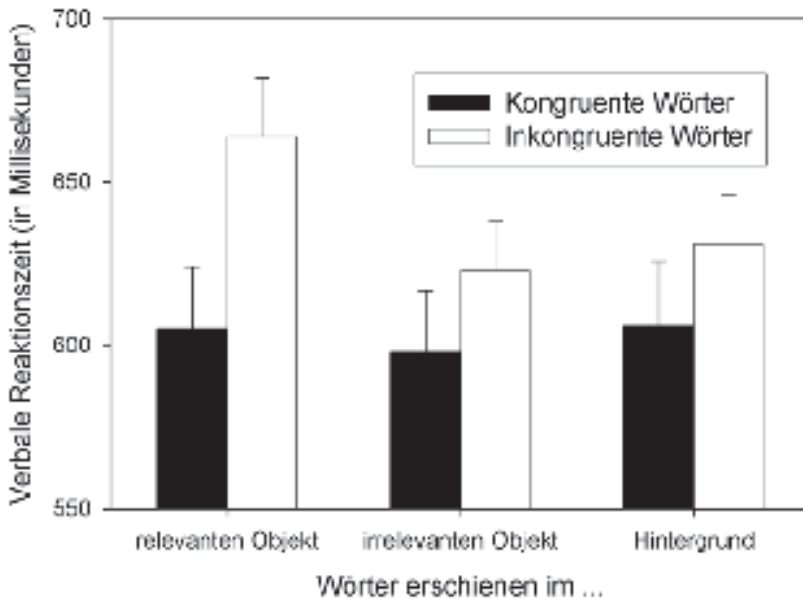 700
650
600
550
Verbale Reaktionszeit (in Millisekunden)
Kongruente Wörter
Inkongruente Wörter
relevanten Objekt
irrelevanten Objekt
Hintergrund
Wörter erschienen im ...